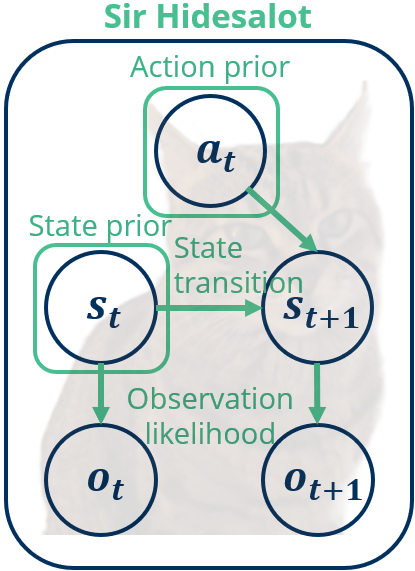 Sir Hidesalot
Action prior
a_t
State prior
State
transition
s_t
s_{t+1}
Observation
likelihood
o_t
o_{t+1}